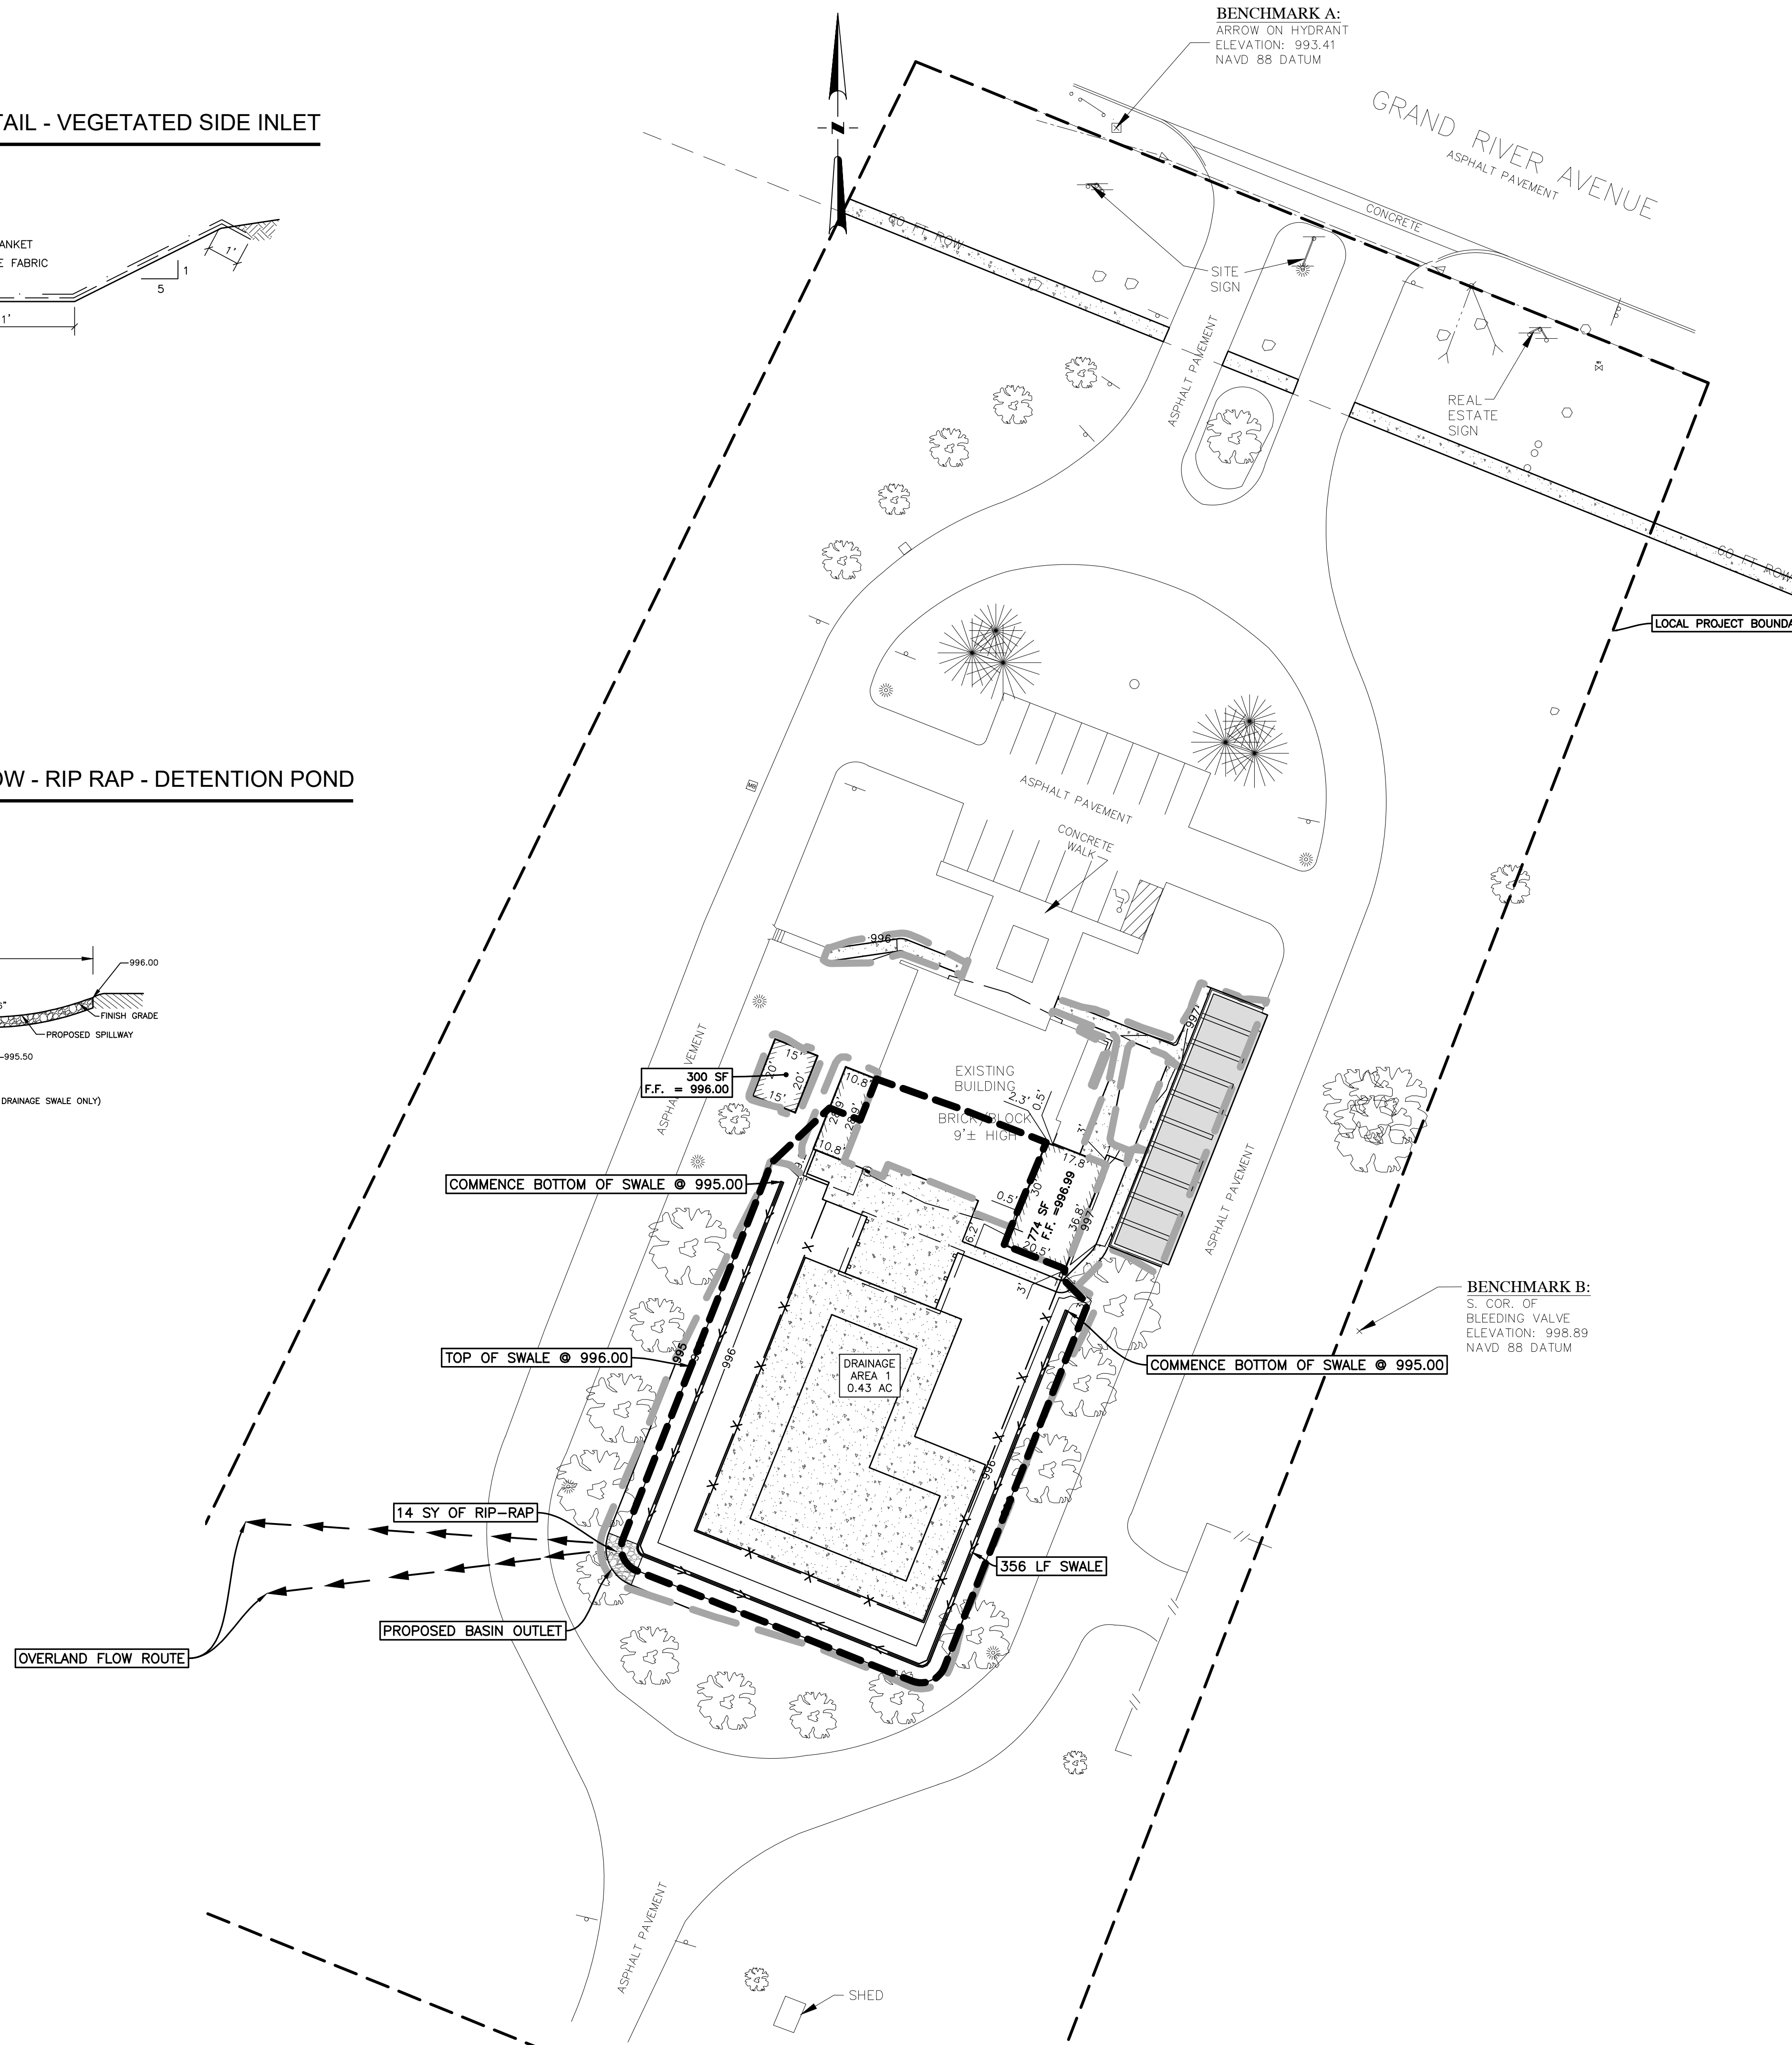 BENCHMARK A:
ARROW ON HYDRANT
ELEVATION: 993.41
NAVD 88 DATUM
GRAND RIVER AVENUE
ASPHALT PAVEMENT
CONCRETE
TAIL - VEGETATED SIDE INLET
N
60 FT ROW
ANKET
E FABRIC
1'
1
5
1'
SITE
SIGN
ASPHALT PAVEMENT
REAL
ESTATE
SIGN
60 FT ROW
LOCAL PROJECT BOUNDA
OW - RIP RAP - DETENTION POND
MB
ASPHALT PAVEMENT
CONCRETE
WALK
996
996.00
6"
FINISH GRADE
PROPOSED SPILLWAY
995.50
DRAINAGE SWALE ONLY)
997
ASPHALT PAVEMENT
300 SF
F.F. = 996.00
15'
20'
20'
15'
10.8'
28.9'
28.9'
10.8'
EXISTING
BUILDING
BRICK/BLOCK
9'± HIGH
2.3'
0.5'
3'
17.8'
30'
0.5'
774 SF
F.F. =996.99
36.8'
997
20.5'
6.2'
3'
ASPHALT PAVEMENT
COMMENCE BOTTOM OF SWALE @ 995.00
BENCHMARK B:
S. COR. OF
BLEEDING VALVE
ELEVATION: 998.89
NAVD 88 DATUM
TOP OF SWALE @ 996.00
995
996
DRAINAGE
AREA 1
0.43 AC
COMMENCE BOTTOM OF SWALE @ 995.00
996
14 SY OF RIP-RAP
356 LF SWALE
PROPOSED BASIN OUTLET
OVERLAND FLOW ROUTE
ASPHALT PAVEMENT
SHED